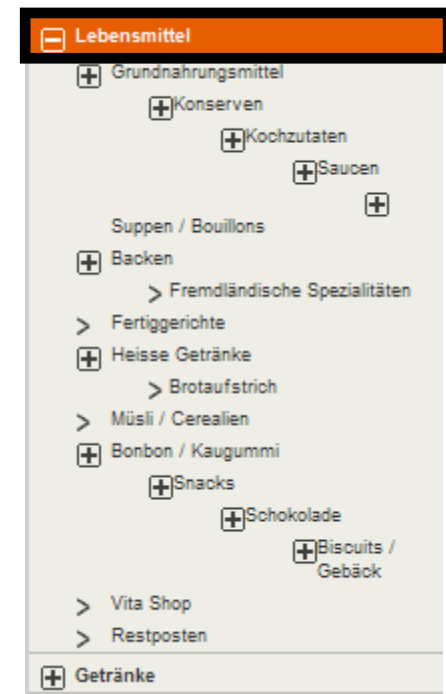 Lebensmittel
Grundnahrungsmittel
Konserven
Kochzutaten
Saucen
Suppen / Bouillons
Backen
Fremdländische Spezialitäten
Fertiggerichte
Heisse Getränke
Brotaufstrich
Müsli / Cerealien
Bonbon / Kaugummi
Snacks
Schokolade
Biscuits /
Gebäck
Vita Shop
Restposten
Getränke